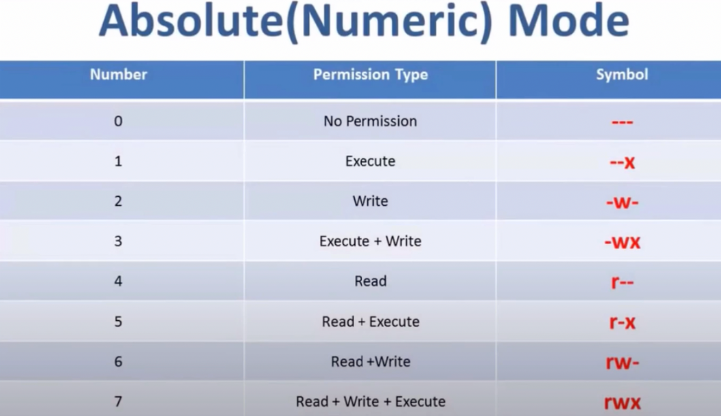 Absolute(Numeric) Mode
Number Permission Type Symbol
0 No Permission ---
1 Execute --x
2 Write -w-
3 Execute + Write -wx
4 Read r--
5 Read + Execute r-x
6 Read +Write rw-
7 Read + Write + Execute rwx